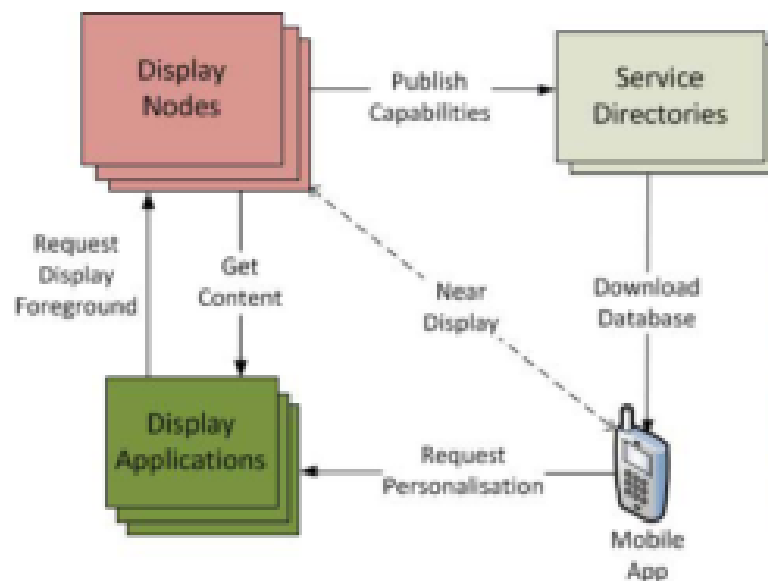 Display
Nodes
Publish
Capabilities
Service
Directories
Request
Display
Foreground
Get
Content
Near
Display
Download
Database
Display
Applications
Request
Personalisation
Mobile
App